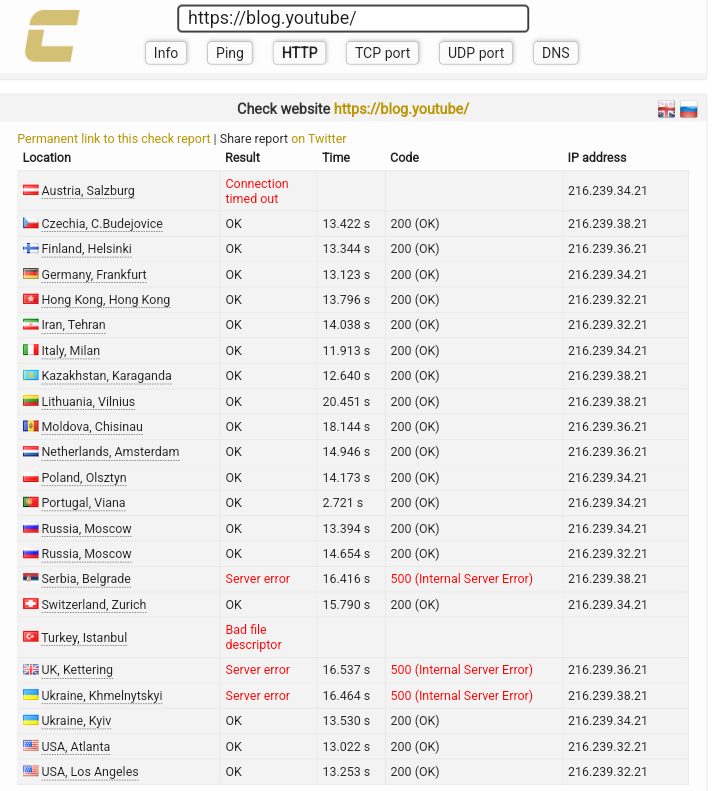 https://blog.youtube/
Info Ping HTTP TCP port UDP port DNS
Check website https://blog.youtube/
Permanent link to this check report | Share report on Twitter
Location Result Time Code IP address
Austria, Salzburg Connection timed out 216.239.34.21
Czechia, C.Budejovice OK 13.422 s 200 (OK) 216.239.38.21
Finland, Helsinki OK 13.344 s 200 (OK) 216.239.36.21
Germany, Frankfurt OK 13.123 s 200 (OK) 216.239.34.21
Hong Kong, Hong Kong OK 13.796 s 200 (OK) 216.239.32.21
Iran, Tehran OK 14.038 s 200 (OK) 216.239.32.21
Italy, Milan OK 11.913 s 200 (OK) 216.239.34.21
Kazakhstan, Karaganda OK 12.640 s 200 (OK) 216.239.38.21
Lithuania, Vilnius OK 20.451 s 200 (OK) 216.239.38.21
Moldova, Chisinau OK 18.144 s 200 (OK) 216.239.36.21
Netherlands, Amsterdam OK 14.946 s 200 (OK) 216.239.36.21
Poland, Olsztyn OK 14.173 s 200 (OK) 216.239.34.21
Portugal, Viana OK 2.721 s 200 (OK) 216.239.34.21
Russia, Moscow OK 13.394 s 200 (OK) 216.239.34.21
Russia, Moscow OK 14.654 s 200 (OK) 216.239.32.21
Serbia, Belgrade Server error 16.416 s 500 (Internal Server Error) 216.239.38.21
Switzerland, Zurich OK 15.790 s 200 (OK) 216.239.34.21
Turkey, Istanbul Bad file descriptor
UK, Kettering Server error 16.537 s 500 (Internal Server Error) 216.239.36.21
Ukraine, Khmelnytskyi Server error 16.464 s 500 (Internal Server Error) 216.239.38.21
Ukraine, Kyiv OK 13.530 s 200 (OK) 216.239.34.21
USA, Atlanta OK 13.022 s 200 (OK) 216.239.32.21
USA, Los Angeles OK 13.253 s 200 (OK) 216.239.32.21